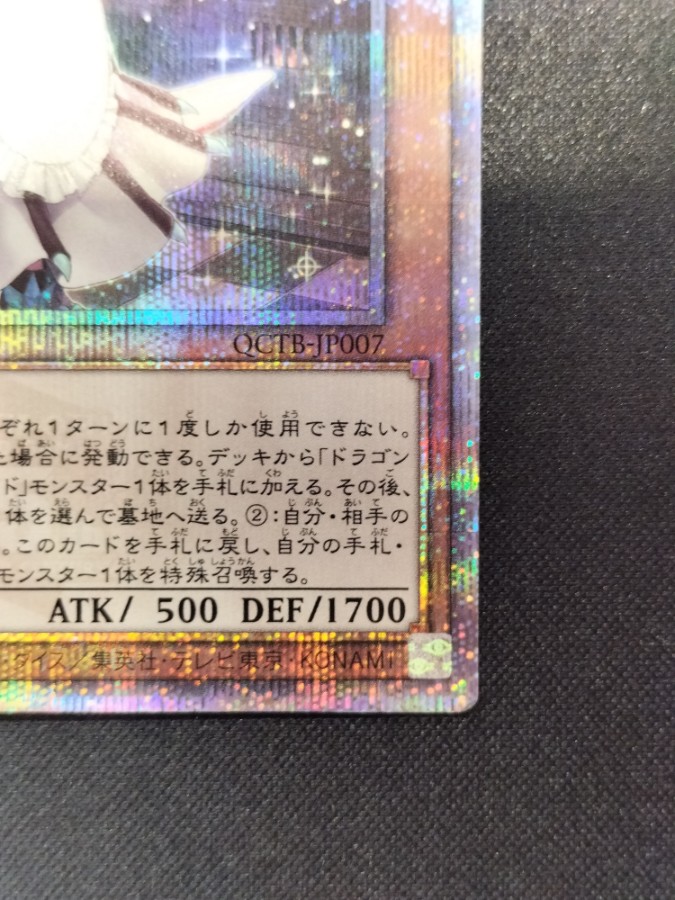 QCTB-JP007
ぞれ1ターンに1度しか使用できない。
場合に発動できる。デッキから「ドラゴン
ド」モンスター1体を手札に加える。その後、
体を選んで墓地へ送る。②:自分・相手の
。このカードを手札に戻し、自分の手札・
モンスター1体を特殊召喚する。
ATK/ 500 DEF/1700
ダイス/集英社・テレビ東京・KONAMI